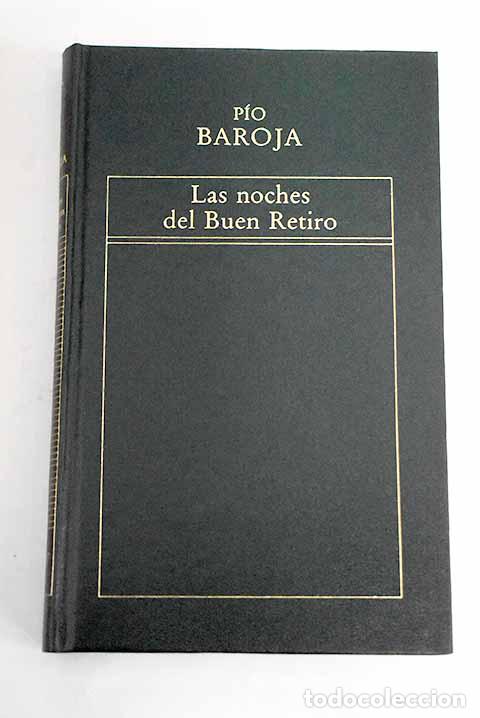 PÍO
BAROJA
Las noches
del Buen Retiro
todocoleccion